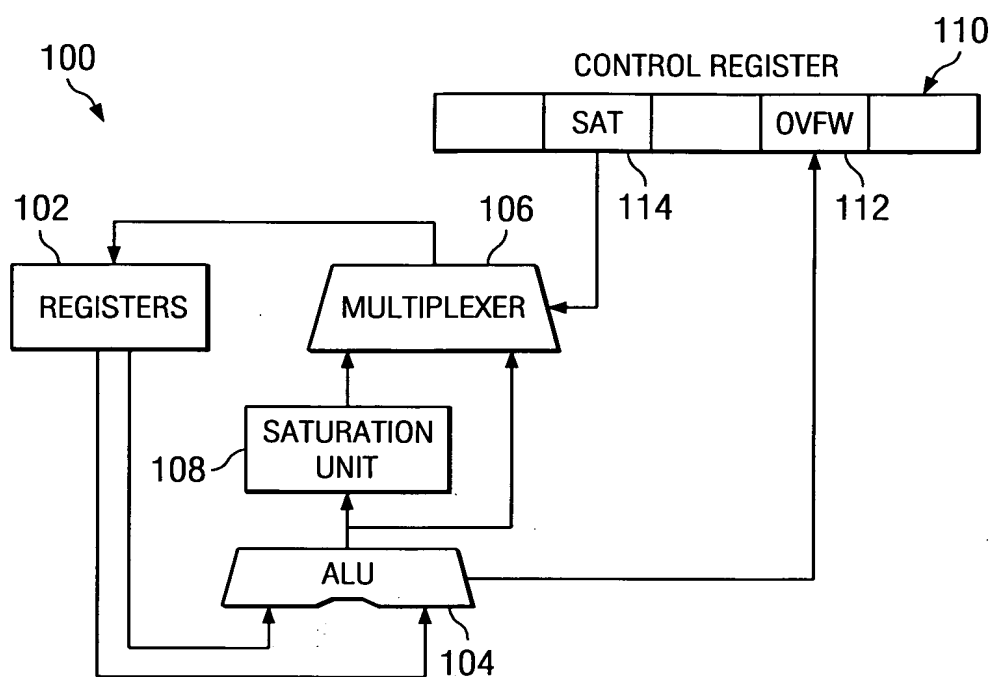 100
110
CONTROL REGISTER
SAT
OVFW
114
112
102
106
REGISTERS
MULTIPLEXER
SATURATION
UNIT
108
ALU
104